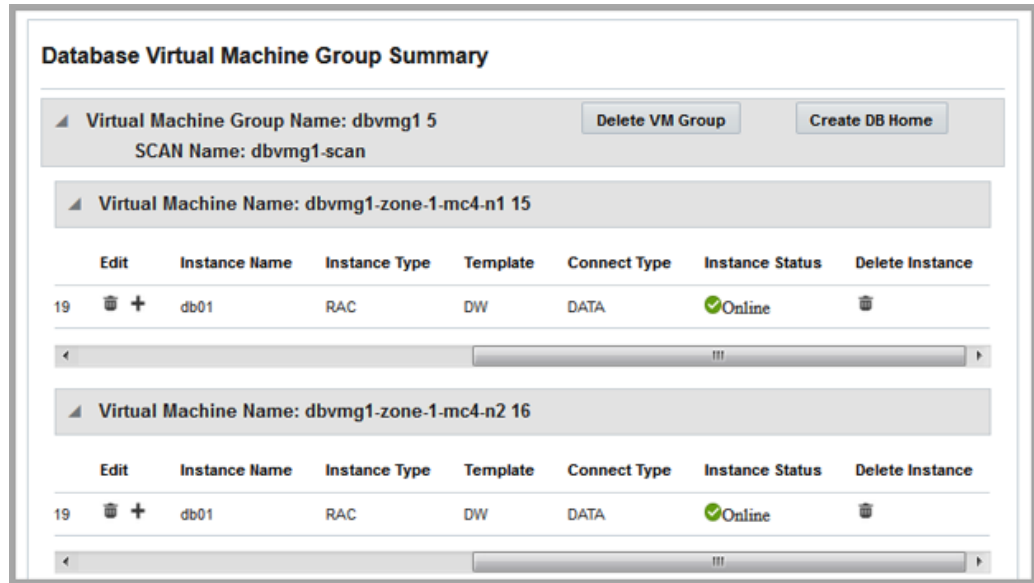 Database Virtual Machine Group Summary
Virtual Machine Group Name: dbvmg1 5 Delete VM Group Create DB Home
SCAN Name: dbvmg1-scan
Virtual Machine Name: dbvmg1-zone-1-mc4-n1 15
Edit Instance Name Instance Type Template Connect Type Instance Status Delete Instance
19 db01 RAC DW DATA Online
Virtual Machine Name: dbvmg1-zone-1-mc4-n2 16
Edit Instance Name Instance Type Template Connect Type Instance Status Delete Instance
19 db01 RAC DW DATA Online